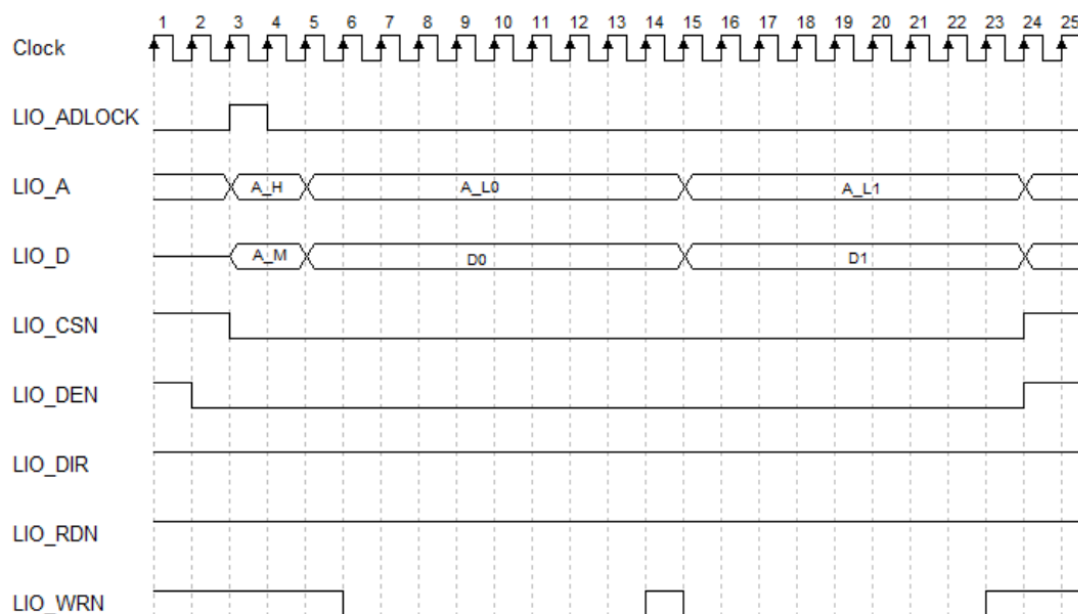 1 2 3 4 5 6 7 8 9 10 11 12 13 14 15 16 17 18 19 20 21 22 23 24 25
Clock
LIO_ADLOCK
LIO_A A_H A_L0 A_L1
LIO_D A_M D0 D1
LIO_CSN
LIO_DEN
LIO_DIR
LIO_RDN
LIO_WRN